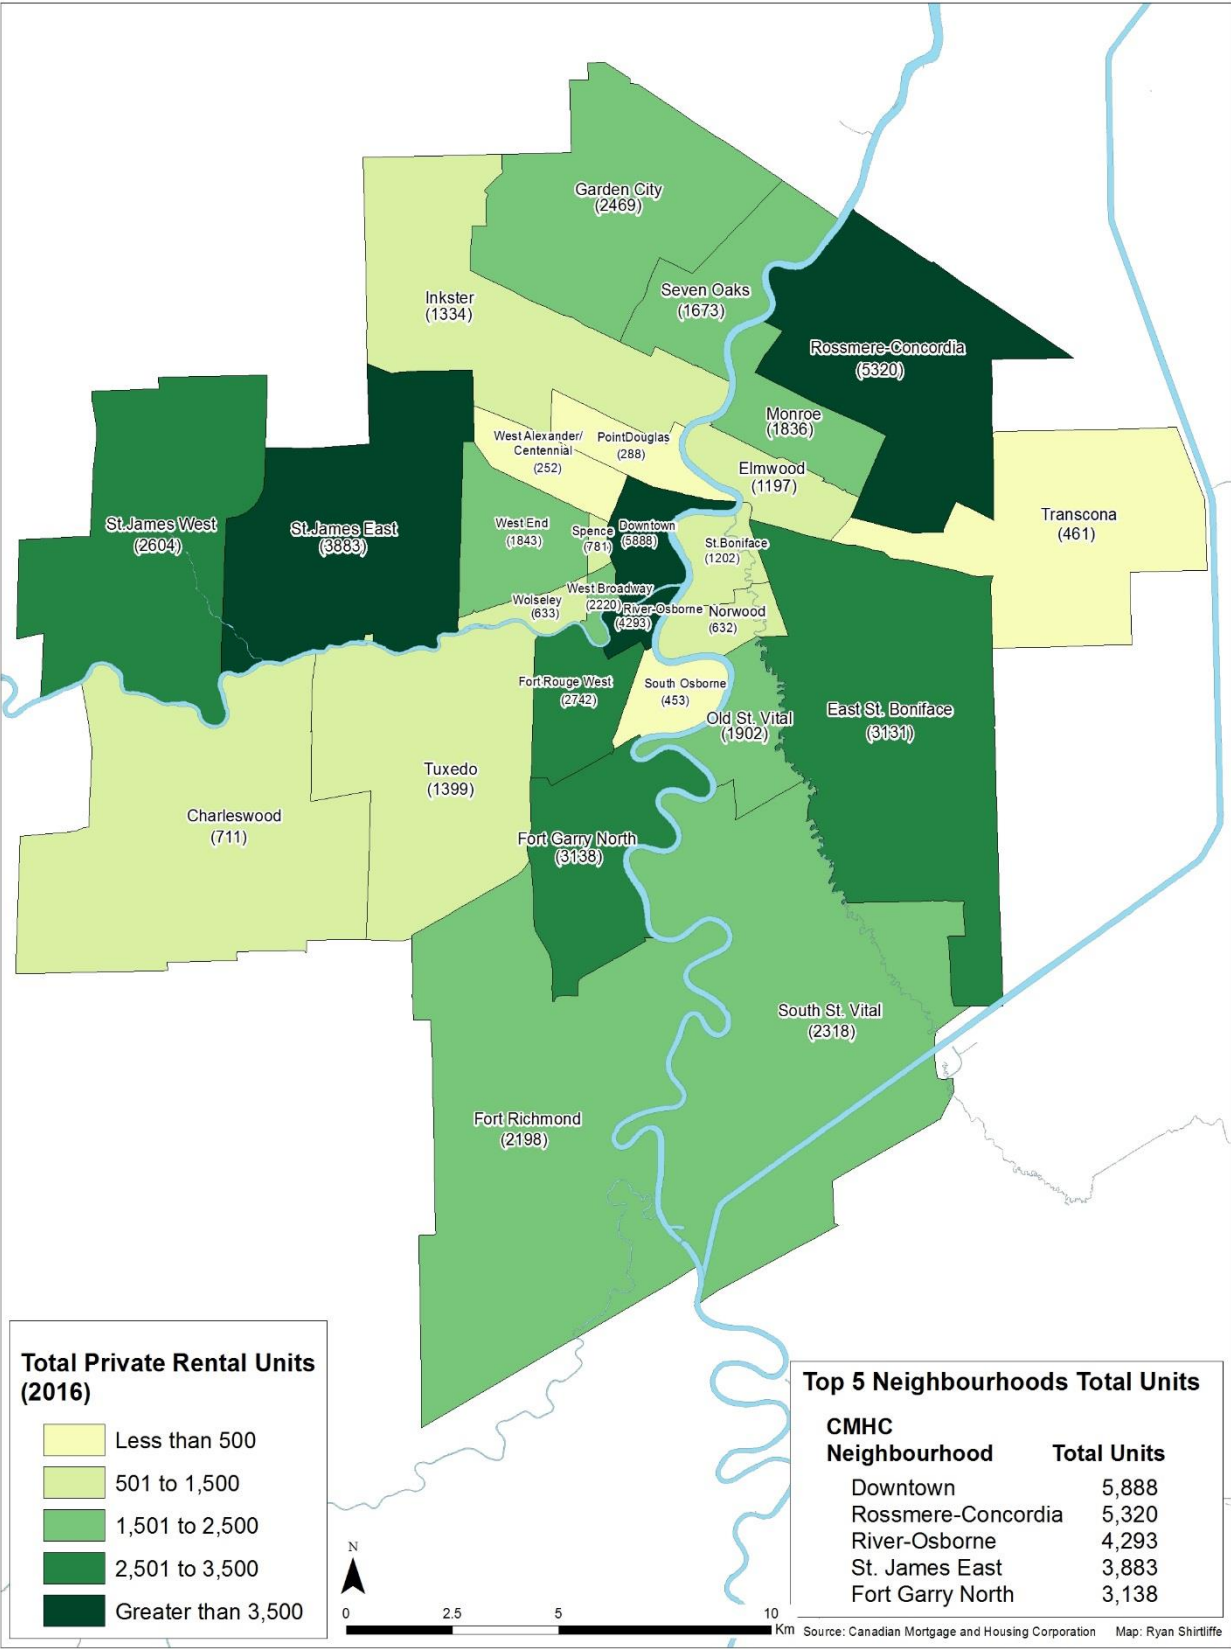 Garden City
(2469)
Seven Oaks
(1673)
Inkster
(1334)
Rossmere-Concordia
(5320)
Monroe
(1836)
West Alexander/
Centennial
(252)
PointDouglas
(288)
Elmwood
(1197)
Transcona
(461)
St.James West
(2604)
St.James East
(3883)
West End
(1843)
Spence
(781)
Downtown
(5888)
St.Boniface
(1202)
West Broadway
(2220)
Wolseley
(633)
River-Osborne
(4293)
Norwood
(632)
Fort Rouge West
(2742)
South Osborne
(453)
Old St. Vital
(1902)
East St. Boniface
(3131)
Tuxedo
(1399)
Charleswood
(711)
Fort Garry North
(3138)
South St. Vital
(2318)
Fort Richmond
(2198)
Total Private Rental Units
(2016)
Less than 500
501 to 1,500
1,501 to 2,500
2,501 to 3,500
Greater than 3,500
N
0 2.5 5 10
Km
Top 5 Neighbourhoods Total Units
CMHC
Neighbourhood Total Units
Downtown 5,888
Rossmere-Concordia 5,320
River-Osborne 4,293
St. James East 3,883
Fort Garry North 3,138
Source: Canadian Mortgage and Housing Corporation Map: Ryan Shirtliffe